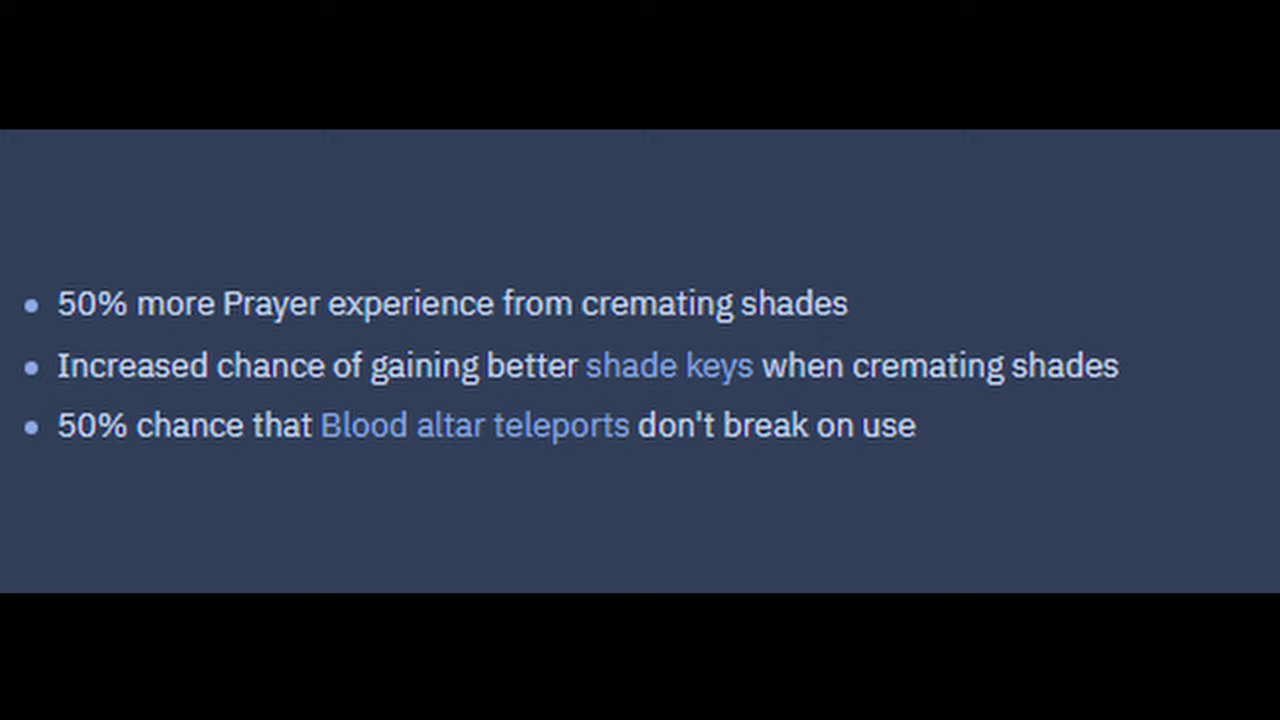 • 50% more Prayer experience from cremating shades
• Increased chance of gaining better shade keys when cremating shades
• 50% chance that Blood altar teleports don't break on use